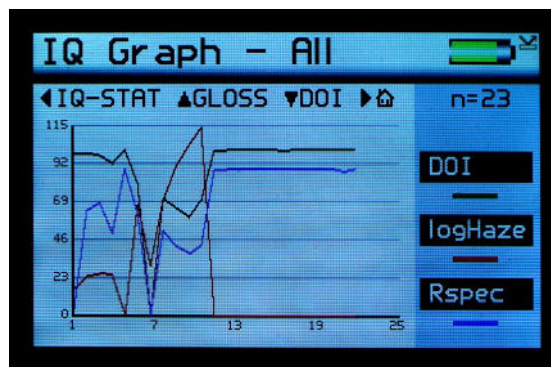 IQ Graph - All
◀IQ-STAT ▲GLOSS ▼DOI ▶ n=23
115
92
69
46
23
0
1 7 13 19 25
DOI
logHaze
Rspec